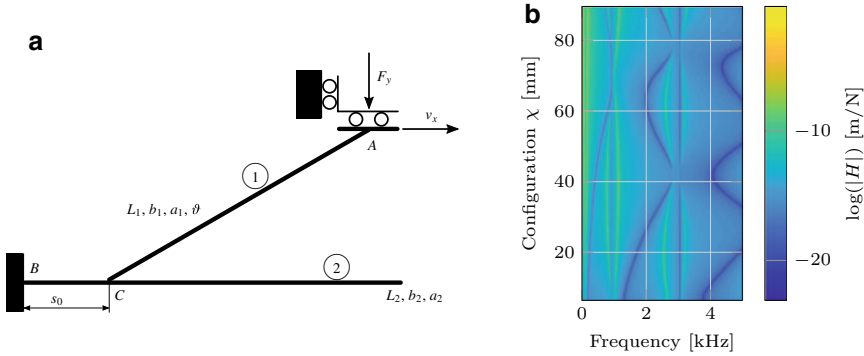 a
F_y
v_x
A
1
L_1, b_1, a_1, ϑ
B
2
C
s_0
L_2, b_2, a_2
b
Configuration χ [mm]
80
60
40
20
0
2
4
Frequency [kHz]
−10
−20
log(|H|) [m/N]